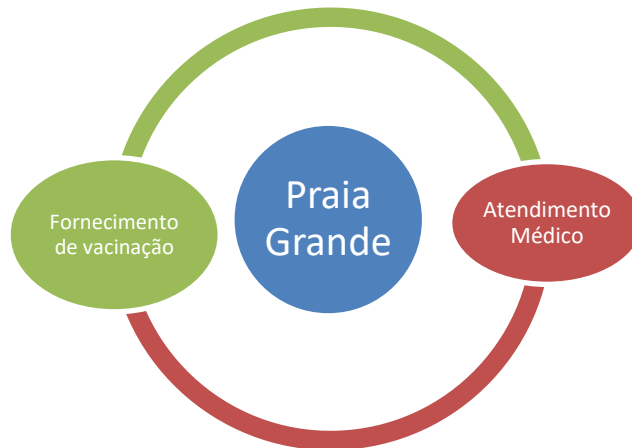 Praia
Grande
Fornecimento
de vacinação
Atendimento
Médico